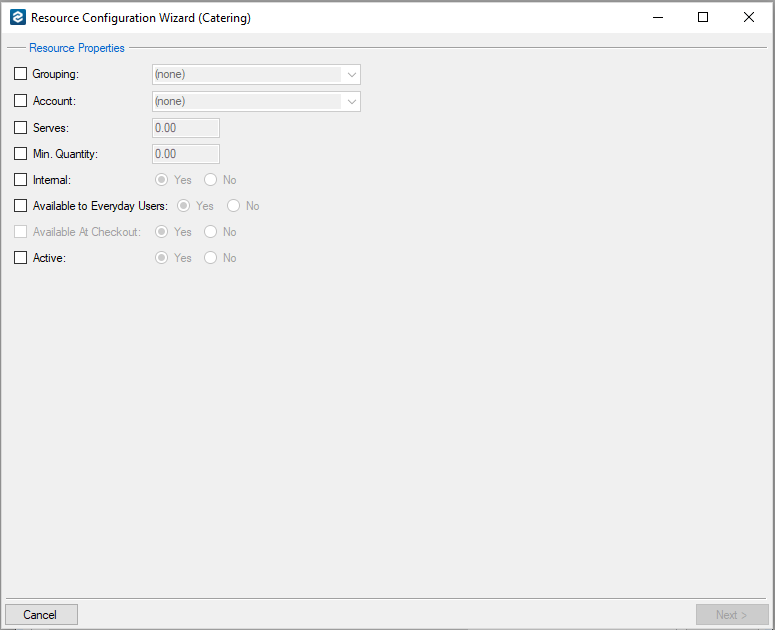 Resource Configuration Wizard (Catering)
Resource Properties
Grouping: (none)
Account: (none)
Serves: 0.00
Min. Quantity: 0.00
Internal: Yes No
Available to Everyday Users: Yes No
Available At Checkout: Yes No
Active: Yes No
Cancel Next >